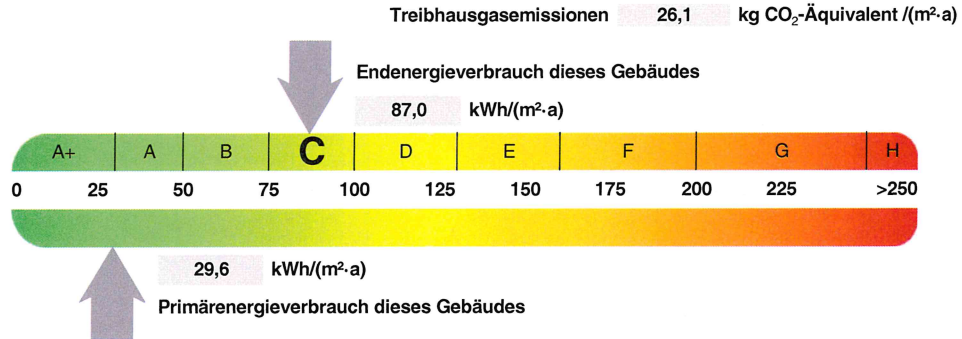 Treibhausgasemissionen 26,1 kg CO₂-Äquivalent /(m²·a)
Endenergieverbrauch dieses Gebäudes
87,0 kWh/(m²·a)
A+ A B C D E F G H
0 25 50 75 100 125 150 175 200 225 >250
29,6 kWh/(m²·a)
Primärenergieverbrauch dieses Gebäudes